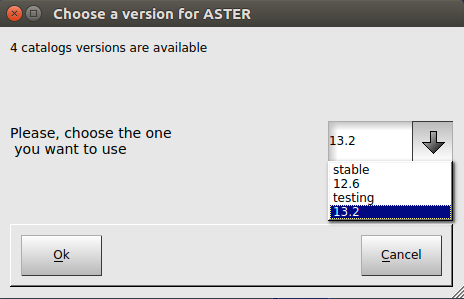 Choose a version for ASTER
4 catalogs versions are available
Please, choose the one
you want to use
13.2
stable
12.6
testing
13.2
Ok
Cancel